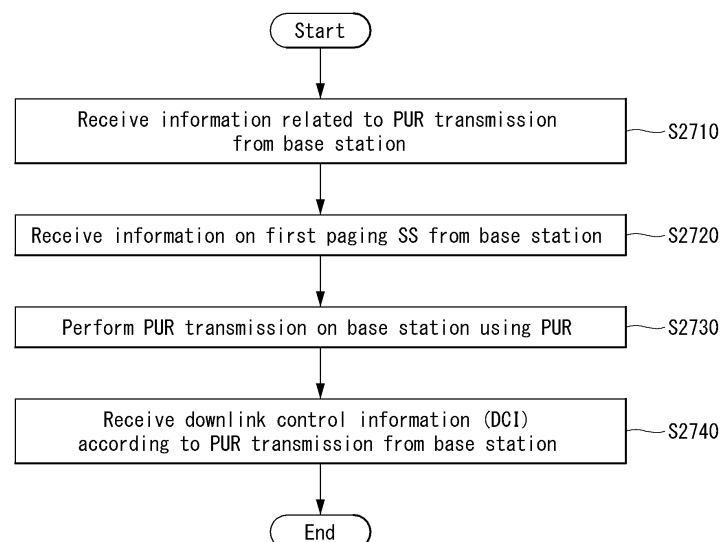 Start
Receive information related to PUR transmission
from base station
S2710
Receive information on first paging SS from base station
S2720
Perform PUR transmission on base station using PUR
S2730
Receive downlink control information (DCI)
according to PUR transmission from base station
S2740
End